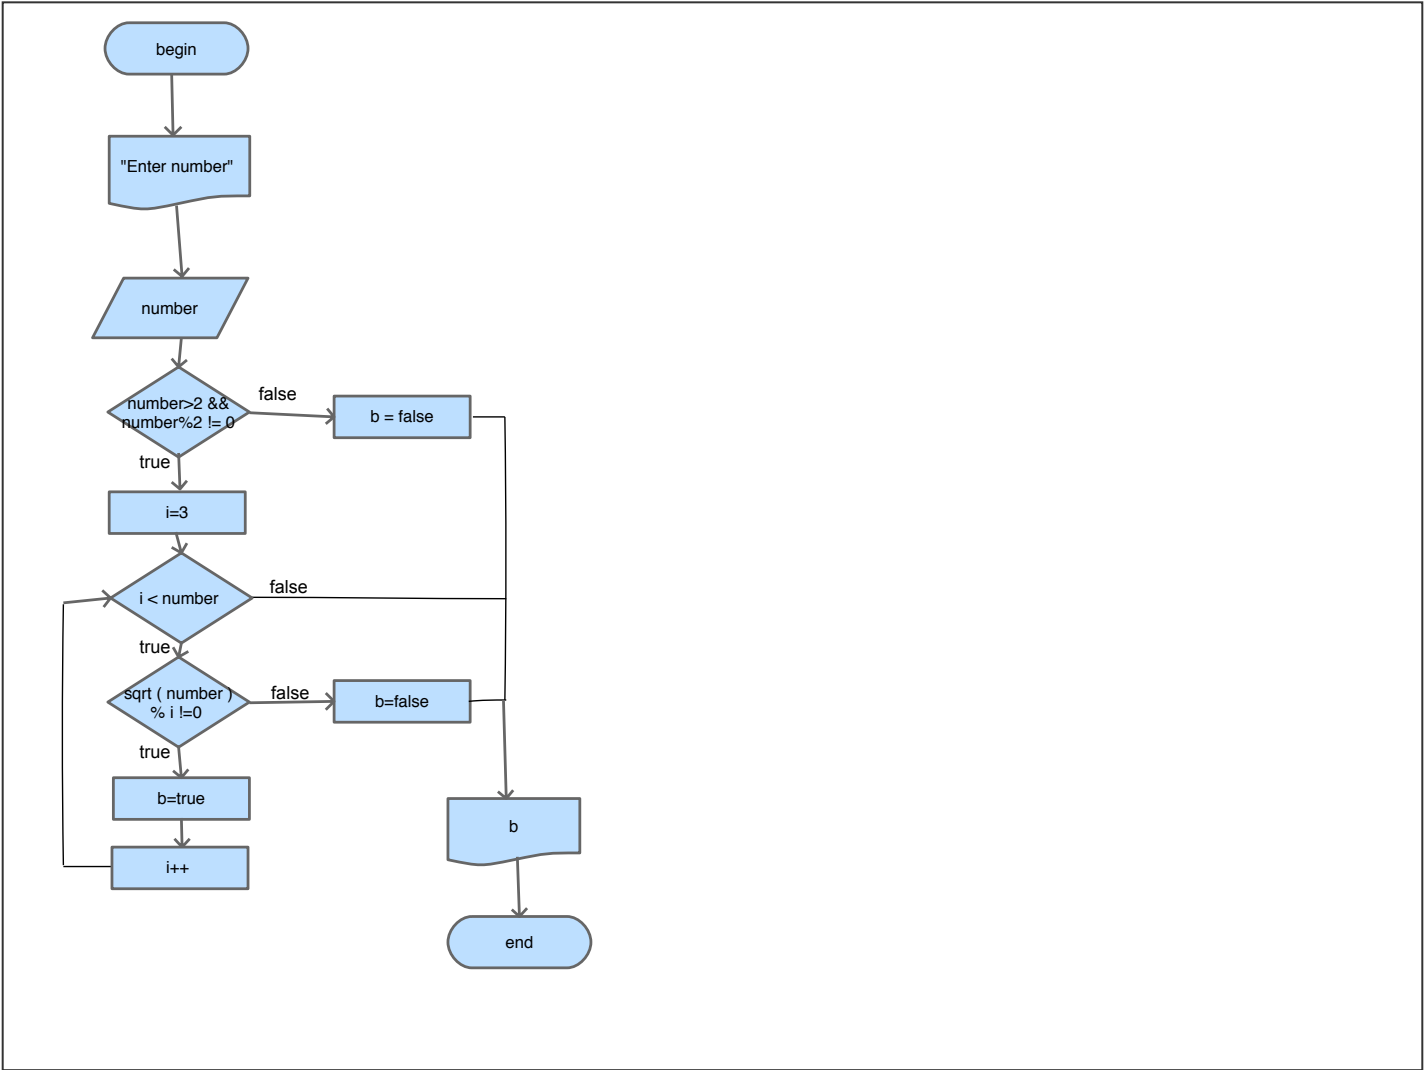 begin
"Enter number"
number
number>2 &&
number%2 != 0
false
b = false
true
i=3
i < number
false
true
sqrt ( number )
% i !=0
false
b=false
true
b=true
i++
b
end